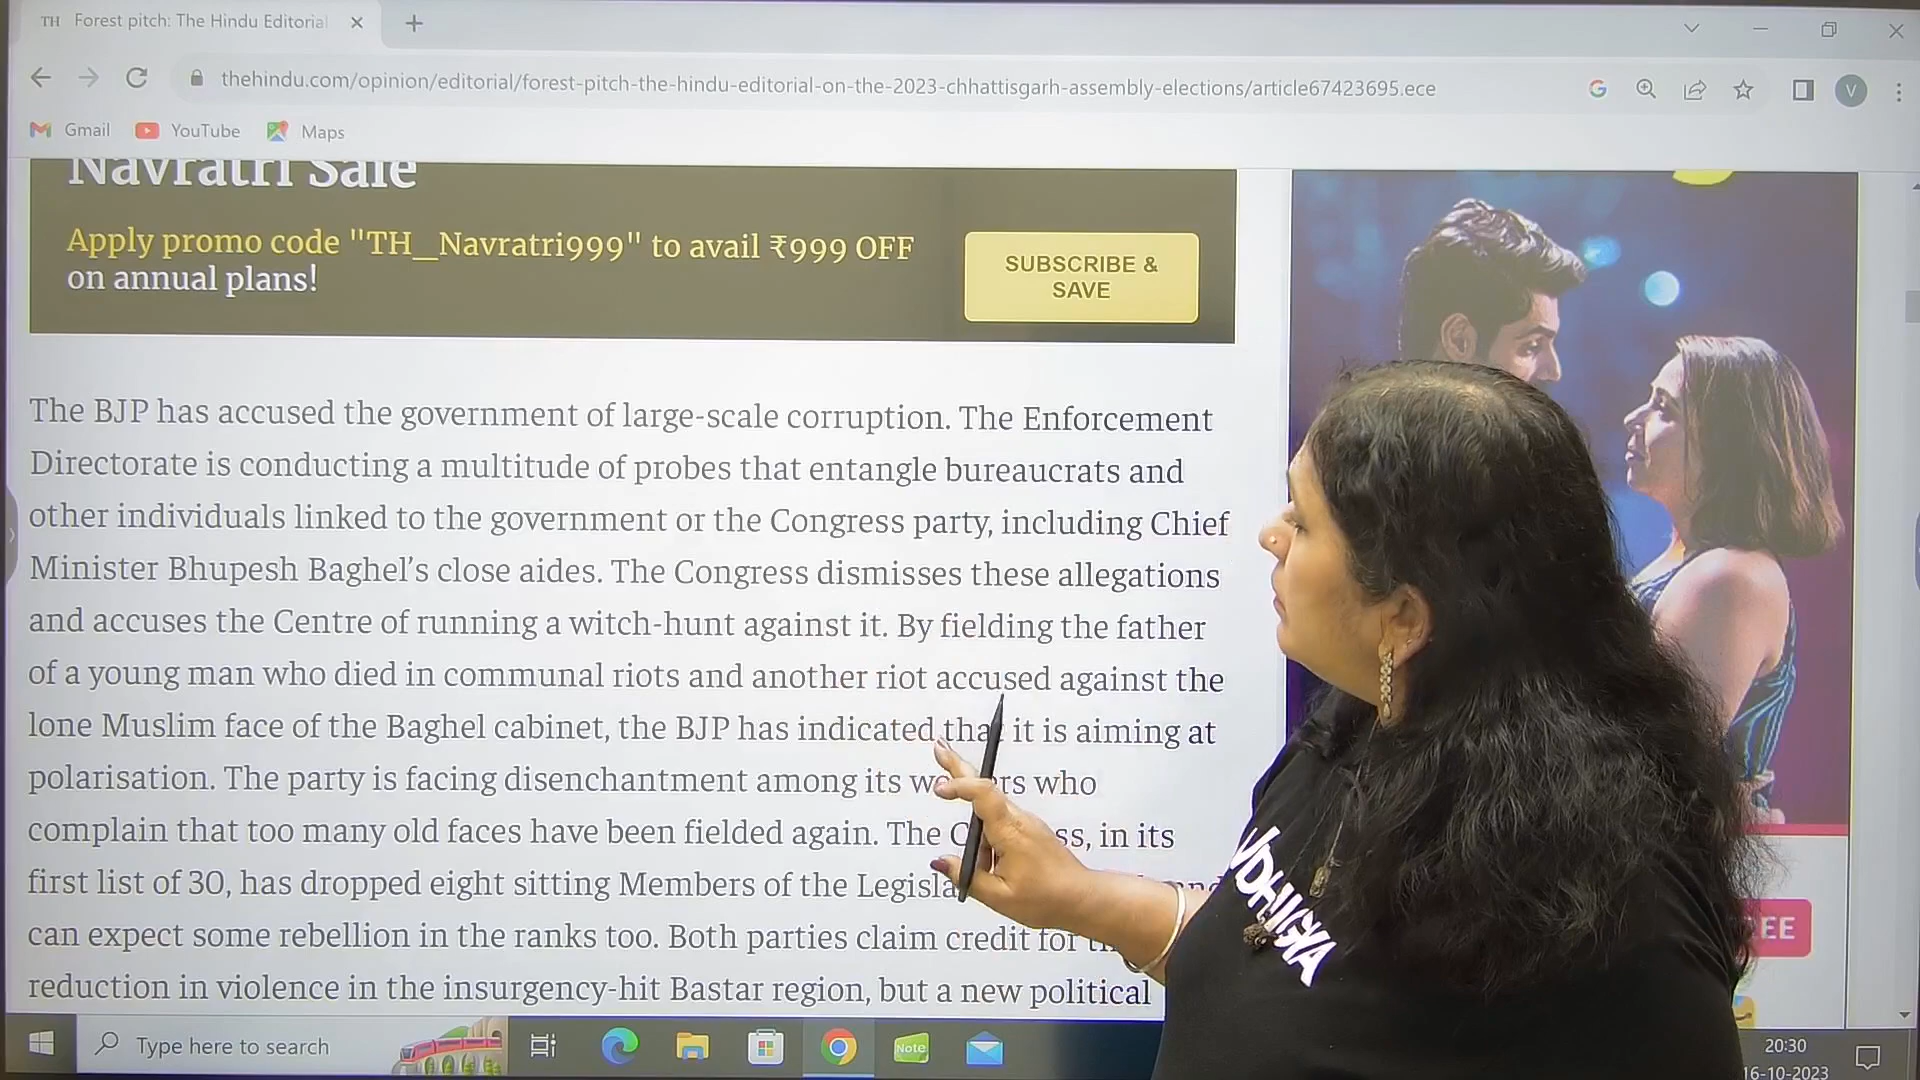 TH Forest pitch: The Hindu Editorial
thehindu.com/opinion/editorial/forest-pitch-the-hindu-editorial-on-the-2023-chhattisgarh-assembly-elections/article67423695.ece
V
Gmail YouTube Maps
Navratri Sale
Apply promo code "TH_Navratri999" to avail ₹999 OFF
on annual plans!
SUBSCRIBE &
SAVE
The BJP has accused the government of large-scale corruption. The Enforcement
Directorate is conducting a multitude of probes that entangle bureaucrats and
other individuals linked to the government or the Congress party, including Chief
Minister Bhupesh Baghel’s close aides. The Congress dismisses these allegations
and accuses the Centre of running a witch-hunt against it. By fielding the father
of a young man who died in communal riots and another riot accused against the
lone Muslim face of the Baghel cabinet, the BJP has indicated that it is aiming at
polarisation. The party is facing disenchantment among its who
complain that too many old faces have been fielded again. The in its
first list of 30, has dropped eight sitting Members of the
can expect some rebellion in the ranks too. Both parties claim credit for
reduction in violence in the insurgency-hit Bastar region, but a new political
VDHIGYA
Type here to search
Note
20:30
16-10-2023